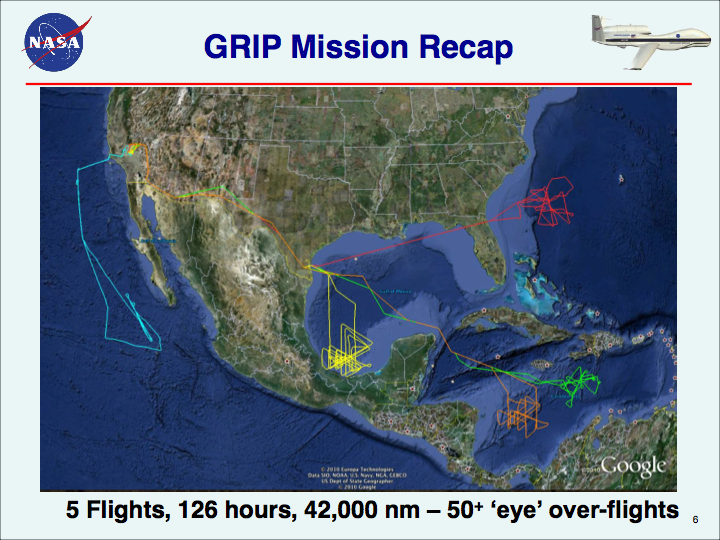 NASA
GRIP Mission Recap
© 2010 Europa Technologies
Data SIO, NOAA, U.S. Navy, NGA, GEBCO
US Dept of State Geographer
© 2010 Google
©2010 Google
5 Flights, 126 hours, 42,000 nm – 50⁺ ‘eye’ over-flights
6